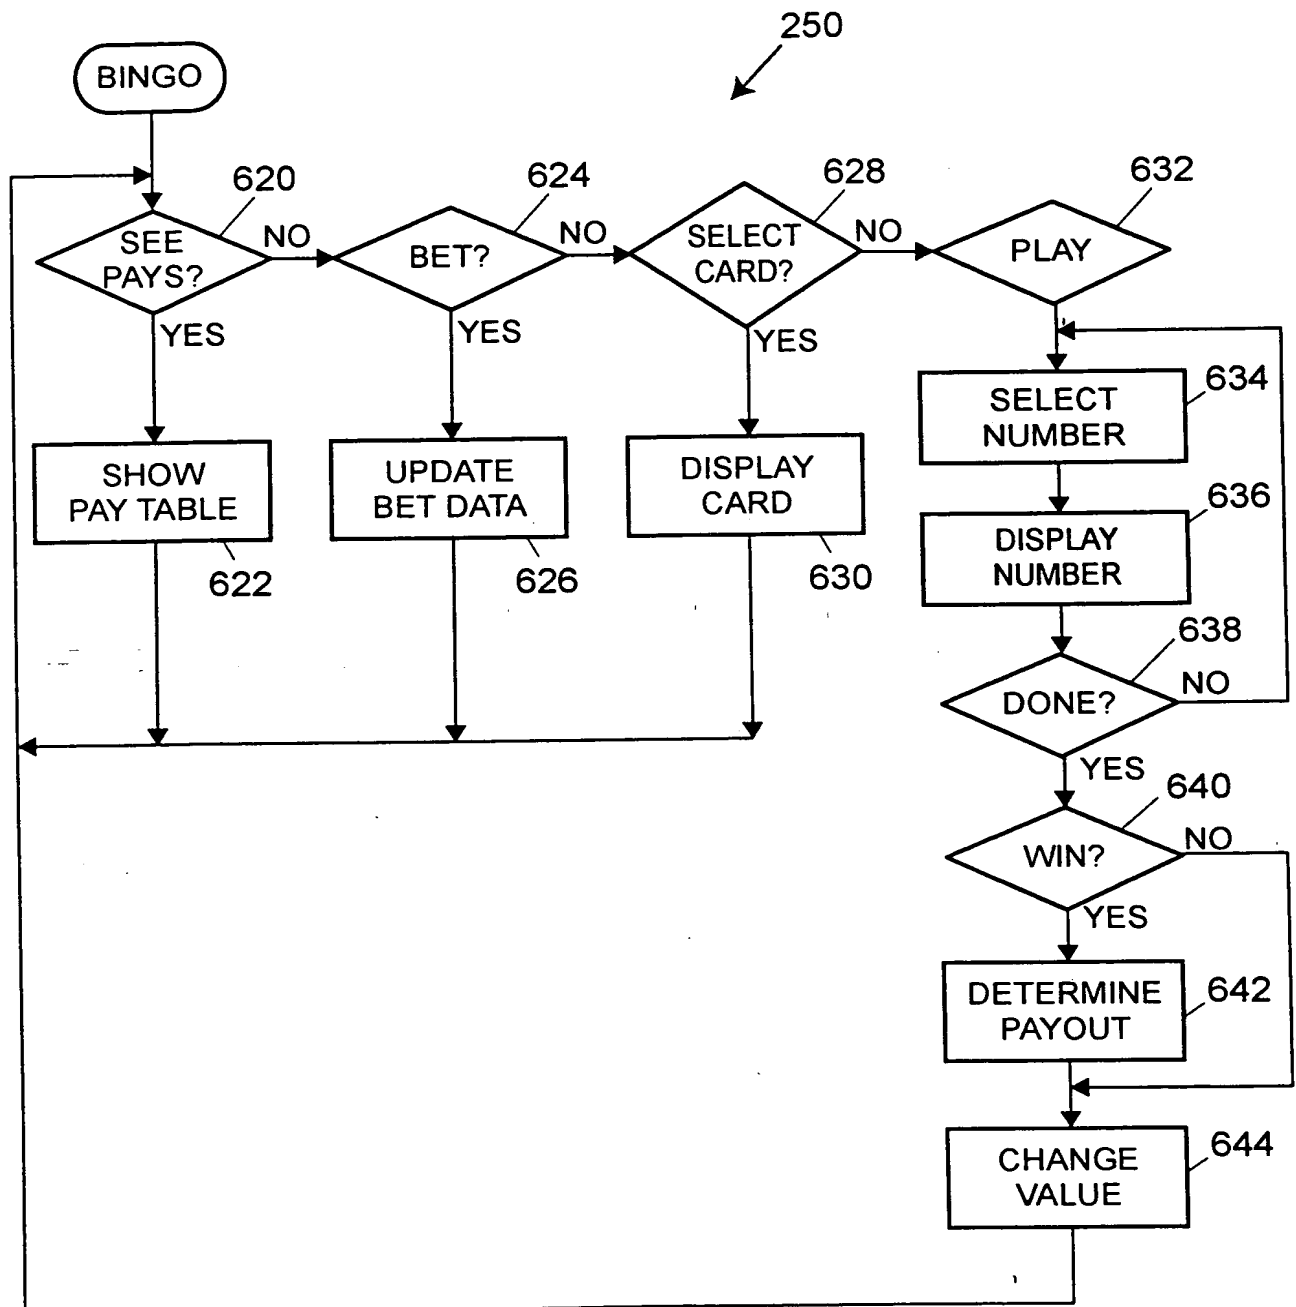 250
BINGO
620
624
628
632
SEE
PAYS?
NO
BET?
NO
SELECT
CARD?
NO
PLAY
YES
YES
YES
SHOW
PAY TABLE
622
UPDATE
BET DATA
626
DISPLAY
CARD
630
SELECT
NUMBER
634
DISPLAY
NUMBER
636
638
DONE?
NO
YES
640
WIN?
NO
YES
DETERMINE
PAYOUT
642
CHANGE
VALUE
644